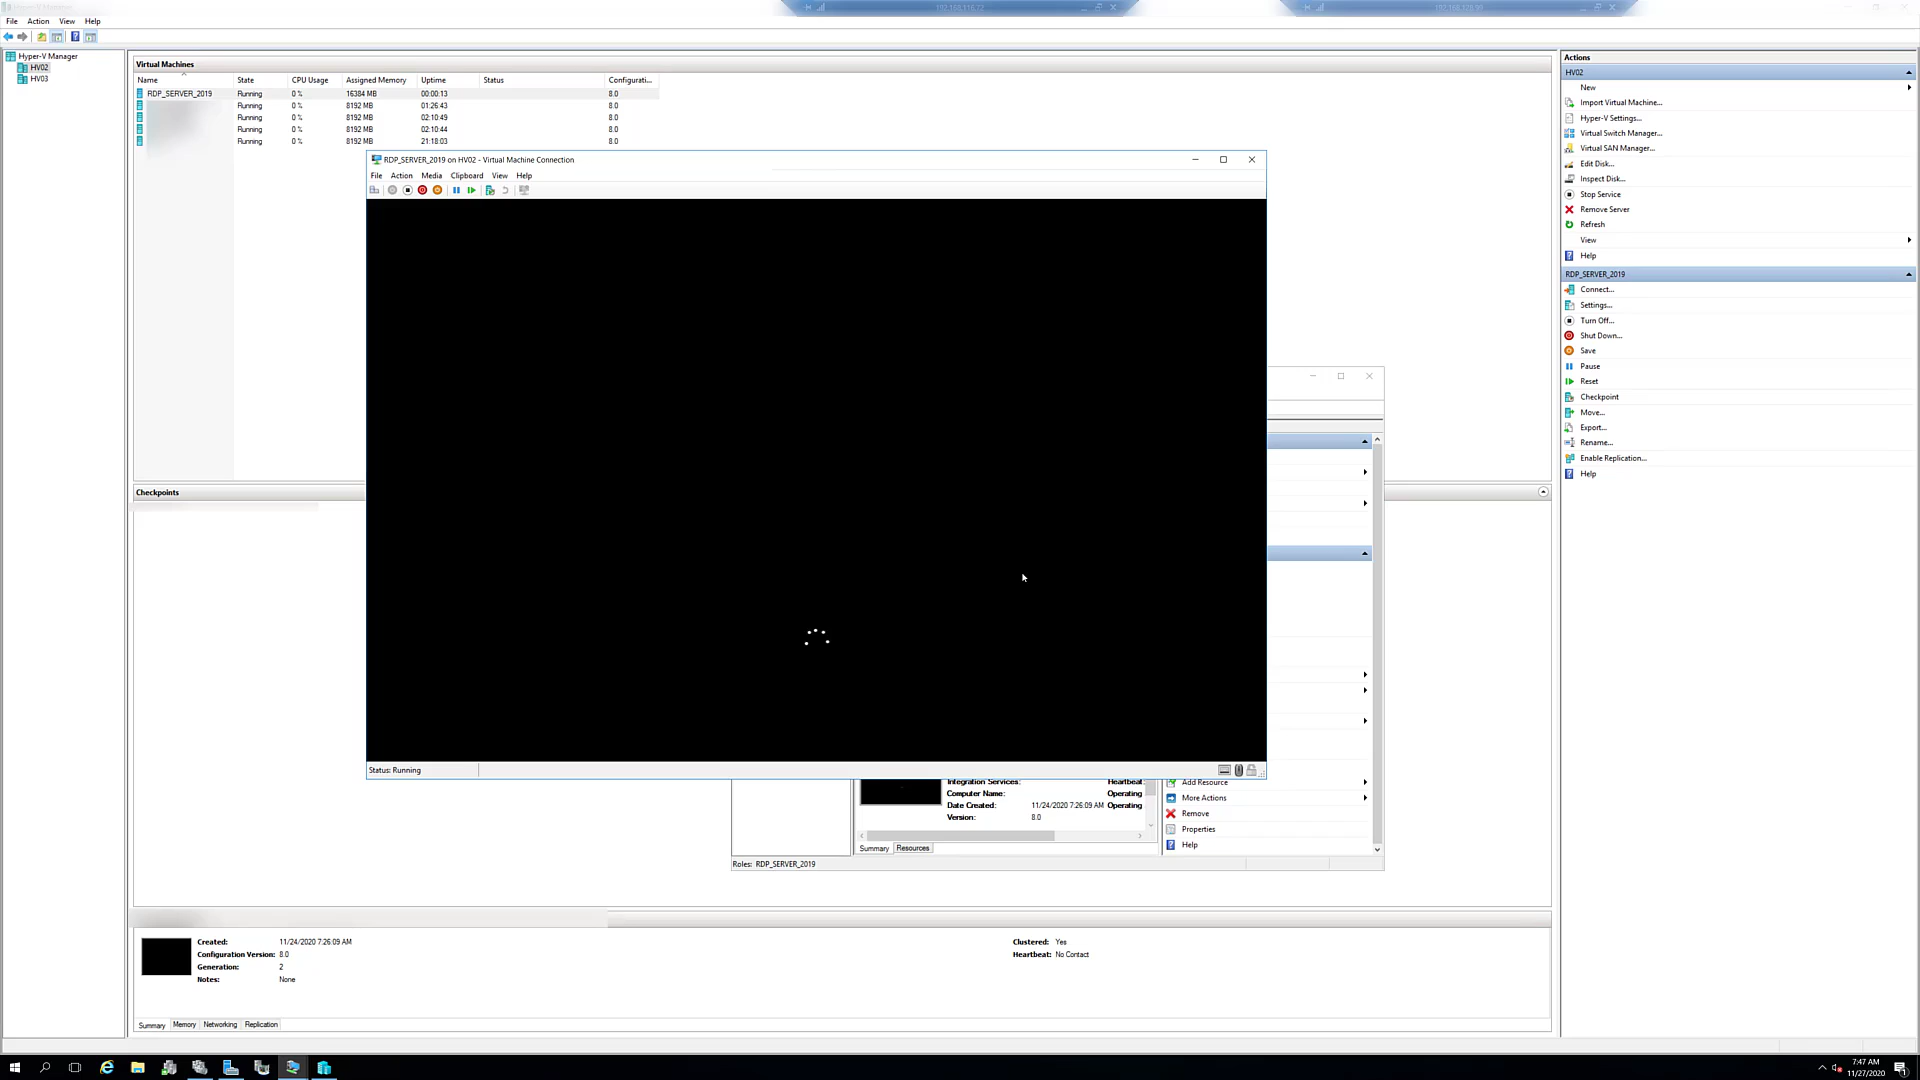 192.168.116.12
File Action View Help
Hyper-V Manager
HV02
HV03
Virtual Machines
Name State CPU Usage Assigned Memory Uptime Status Configurati...
RDP_SERVER_2019 Running 0 % 16384 MB 00:00:13 8.0
Running 0 % 8192 MB 01:26:43 8.0
Running 0 % 8192 MB 02:10:49 8.0
Running 0 % 8192 MB 02:10:44 8.0
Running 0 % 8192 MB 21:18:03 8.0
RDP_SERVER_2019 on HV02 - Virtual Machine Connection
File Action Media Clipboard View Help
Status: Running
Checkpoints
Integration Services: Heartbeat:
Computer Name: Operating
Date Created: 11/24/2020 7:26:09 AM Operating
Version: 8.0
Summary Resources
Add Resource
More Actions
Remove
Properties
Help
Roles: RDP_SERVER_2019
Created: 11/24/2020 7:26:09 AM
Configuration Version: 8.0
Generation: 2
Notes: None
Clustered: Yes
Heartbeat: No Contact
Summary Memory Networking Replication
Actions
HV02
New
Import Virtual Machine...
Hyper-V Settings...
Virtual Switch Manager...
Virtual SAN Manager...
Edit Disk...
Inspect Disk...
Stop Service
Remove Server
Refresh
View
Help
RDP_SERVER_2019
Connect...
Settings...
Turn Off...
Shut Down...
Save
Pause
Reset
Checkpoint
Move...
Export...
Rename...
Enable Replication...
Help
7:47 AM
11/27/2020